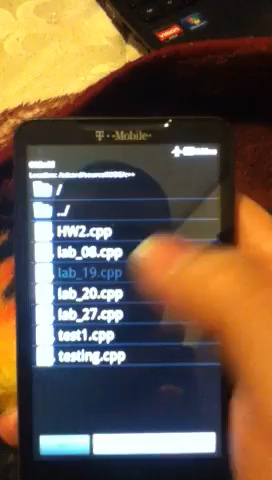 T··Mobile·
/
../
HW2.cpp
lab_08.cpp
lab_19.cpp
lab_20.cpp
lab_27.cpp
test1.cpp
testing.cpp